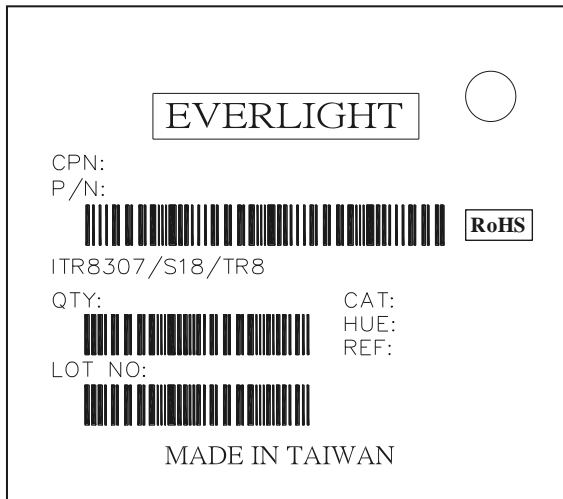 EVERLIGHT
CPN:
P/N:
RoHS
ITR8307/S18/TR8
QTY:
CAT:
HUE:
REF:
LOT NO:
MADE IN TAIWAN